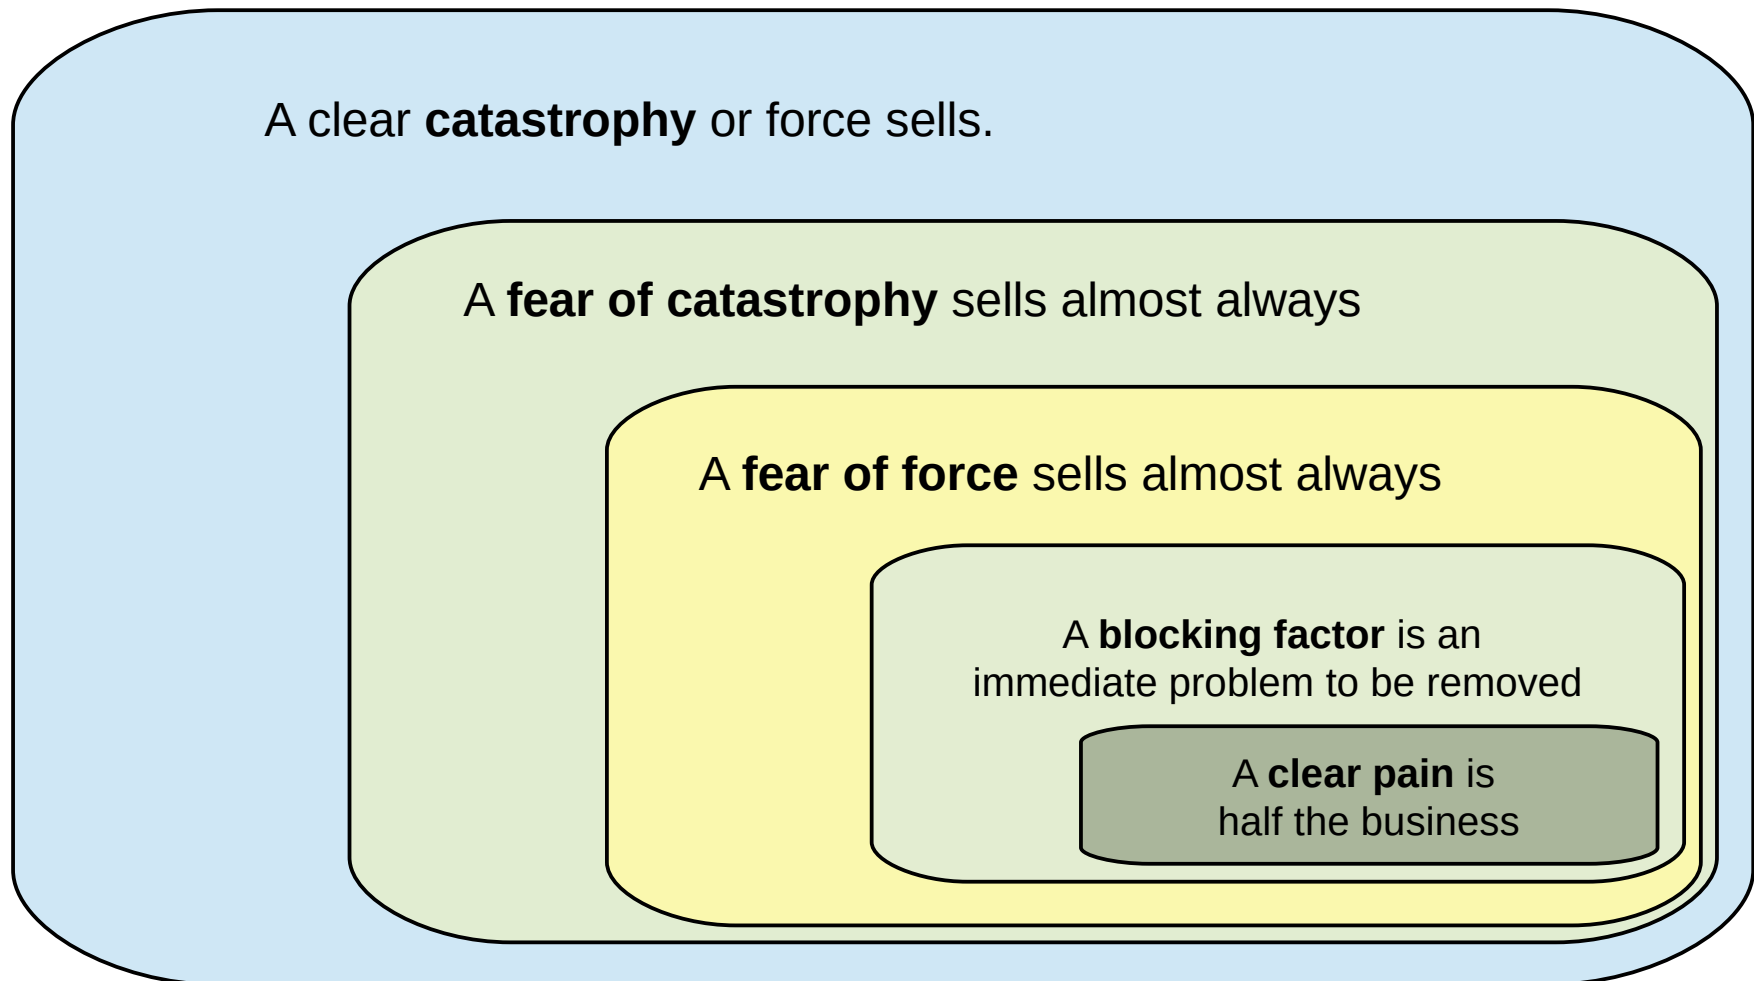 A clear catastrophy or force sells.
A fear of catastrophy sells almost always
A fear of force sells almost always
A blocking factor is an
immediate problem to be removed
A clear pain is
half the business